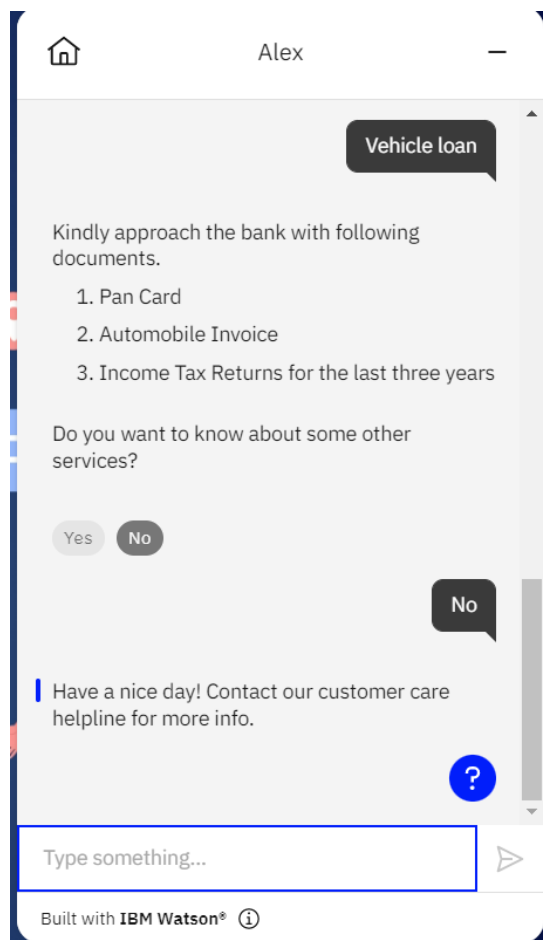 Alex
Vehicle loan
Kindly approach the bank with following
documents.
1. Pan Card
2. Automobile Invoice
3. Income Tax Returns for the last three years
Do you want to know about some other
services?
Yes No
No
Have a nice day! Contact our customer care
helpline for more info.
?
Type something...
Built with IBM Watson®